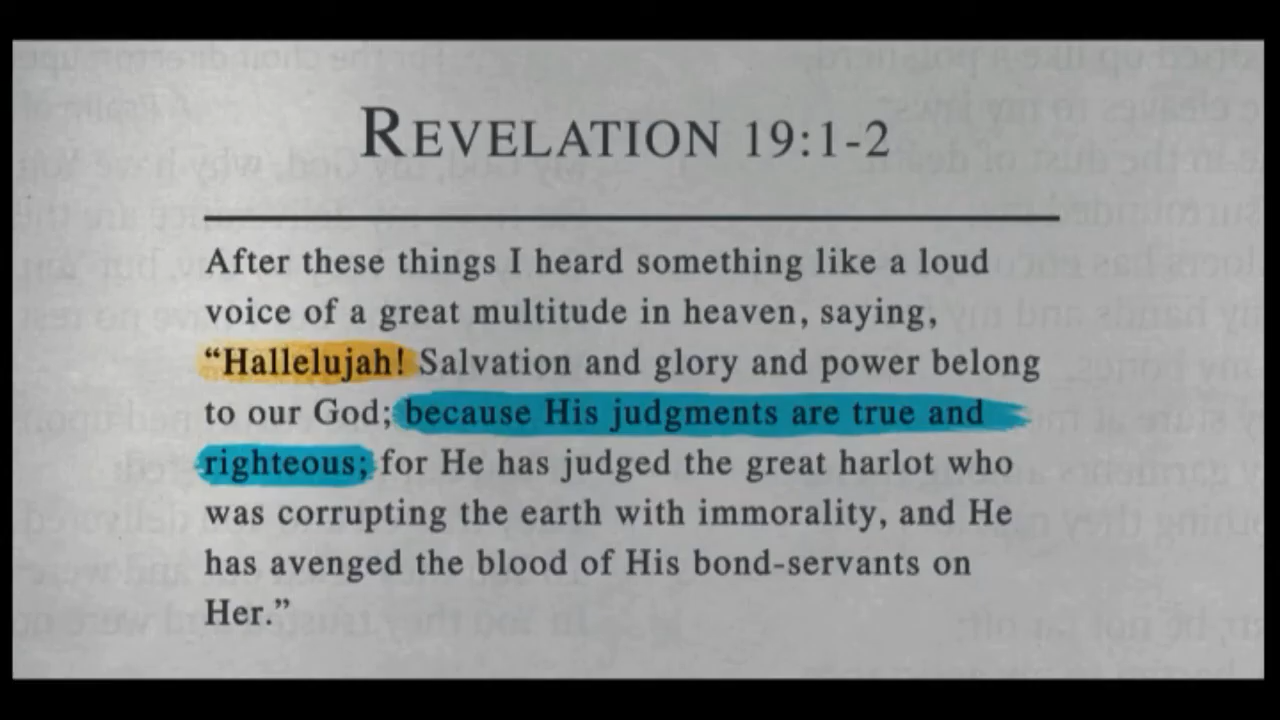 REVELATION 19:1-2
After these things I heard something like a loud
voice of a great multitude in heaven, saying,
“Hallelujah! Salvation and glory and power belong
to our God; because His judgments are true and
righteous; for He has judged the great harlot who
was corrupting the earth with immorality, and He
has avenged the blood of His bond-servants on
Her.”